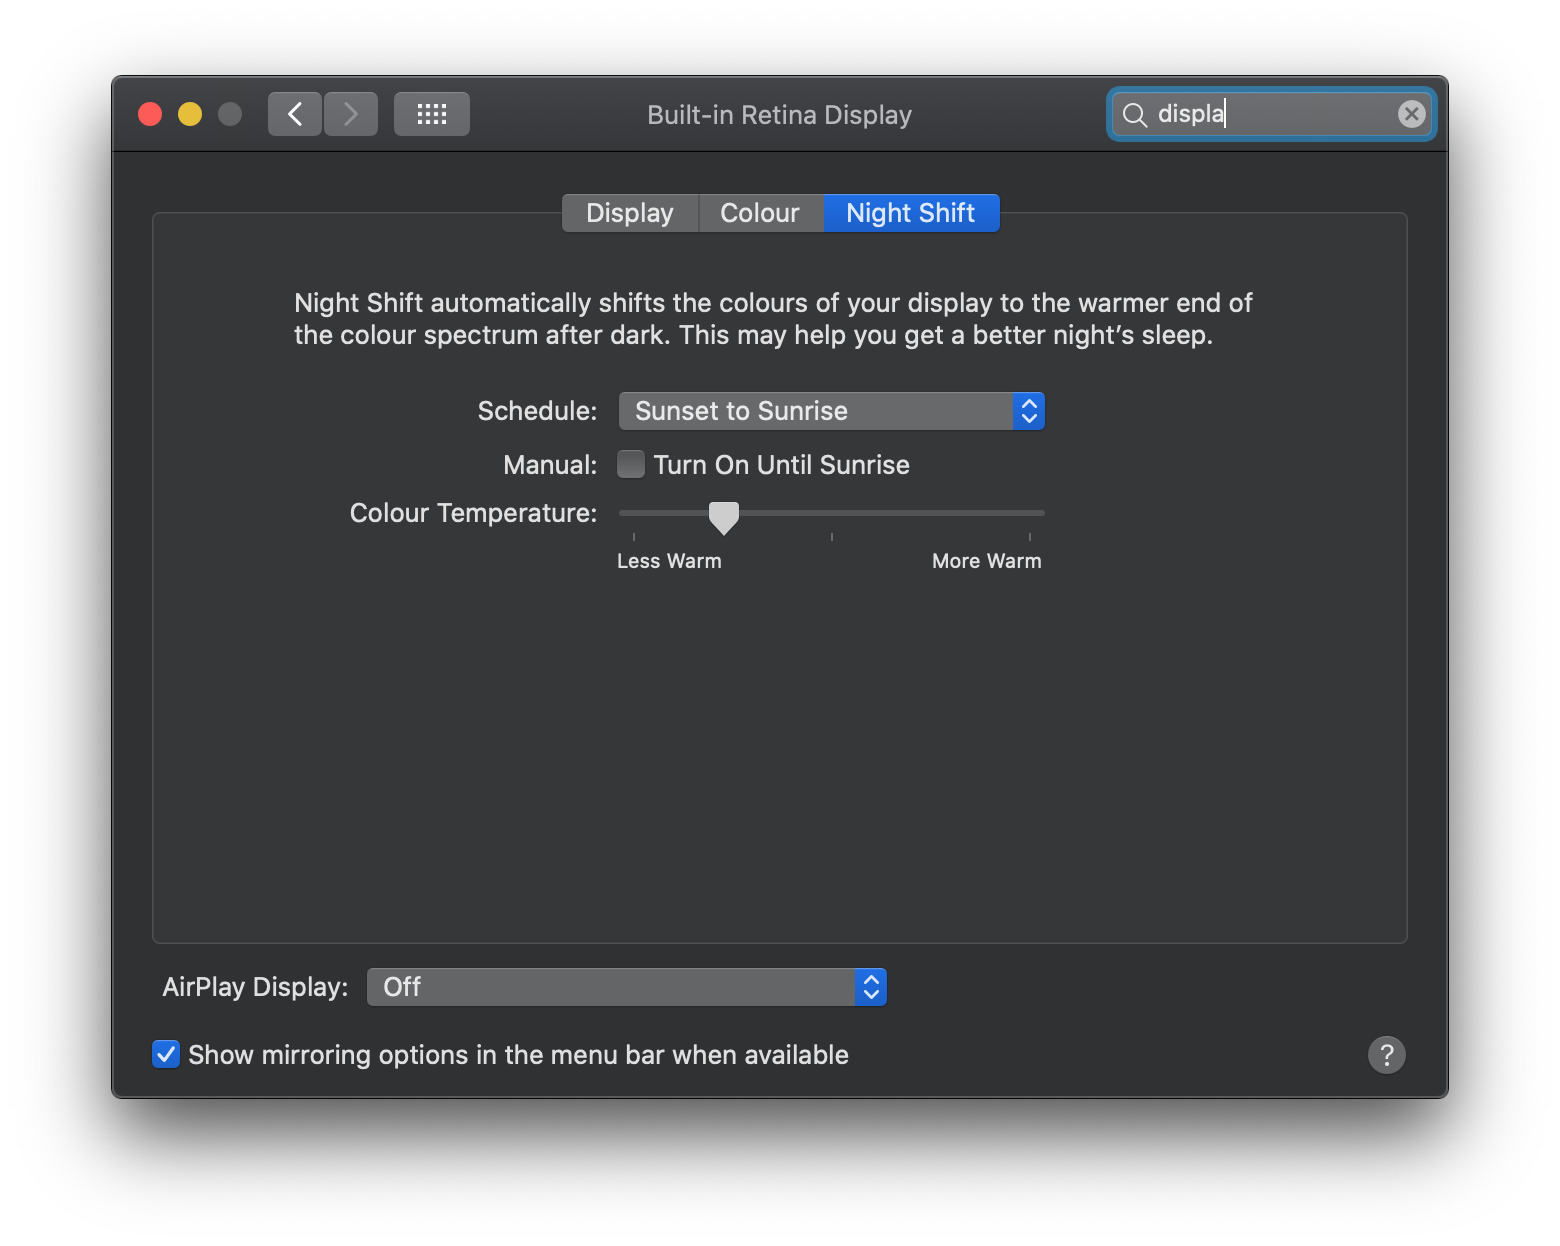 Built-in Retina Display
displa
Display
Colour
Night Shift
Night Shift automatically shifts the colours of your display to the warmer end of
the colour spectrum after dark. This may help you get a better night’s sleep.
Schedule: Sunset to Sunrise
Manual: Turn On Until Sunrise
Colour Temperature:
Less Warm
More Warm
AirPlay Display: Off
Show mirroring options in the menu bar when available
?